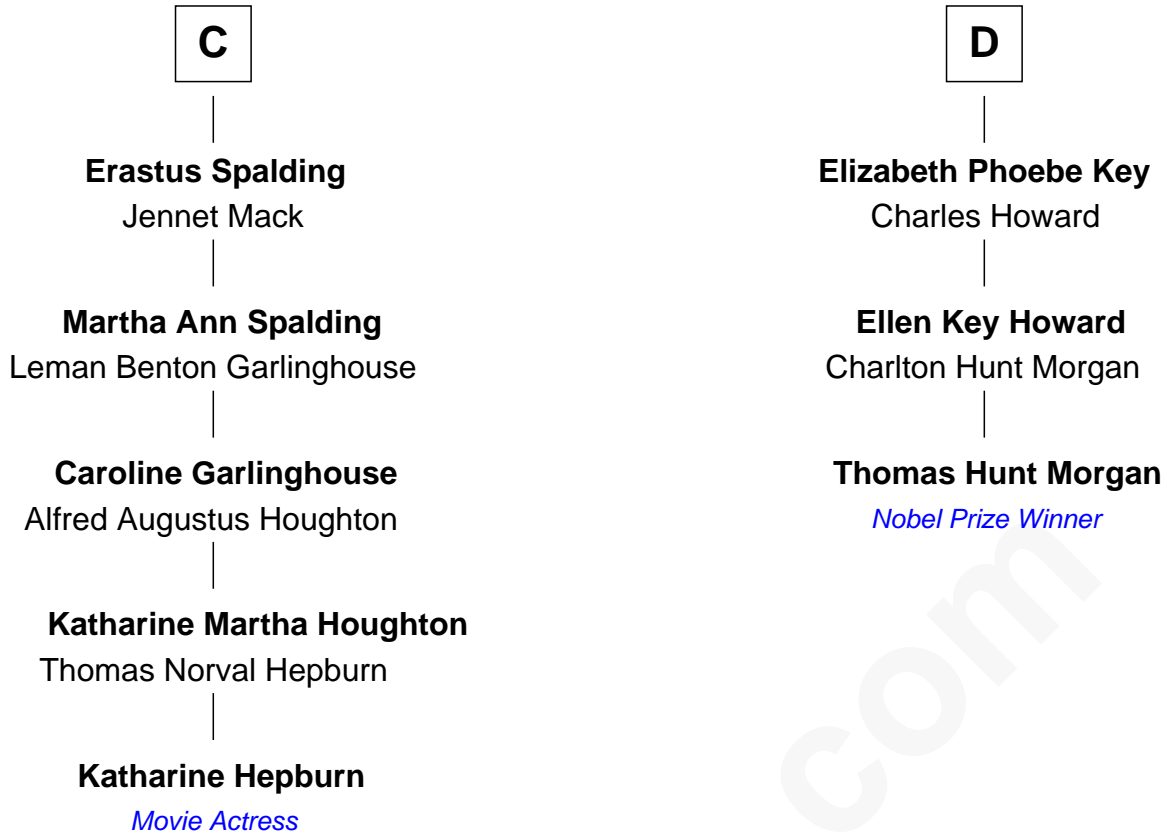 C
Erastus Spalding
Jennet Mack
Martha Ann Spalding
Leman Benton Garlinghouse
Caroline Garlinghouse
Alfred Augustus Houghton
Katharine Martha Houghton
Thomas Norval Hepburn
Katharine Hepburn
Movie Actress
D
Elizabeth Phoebe Key
Charles Howard
Ellen Key Howard
Charlton Hunt Morgan
Thomas Hunt Morgan
Nobel Prize Winner
com